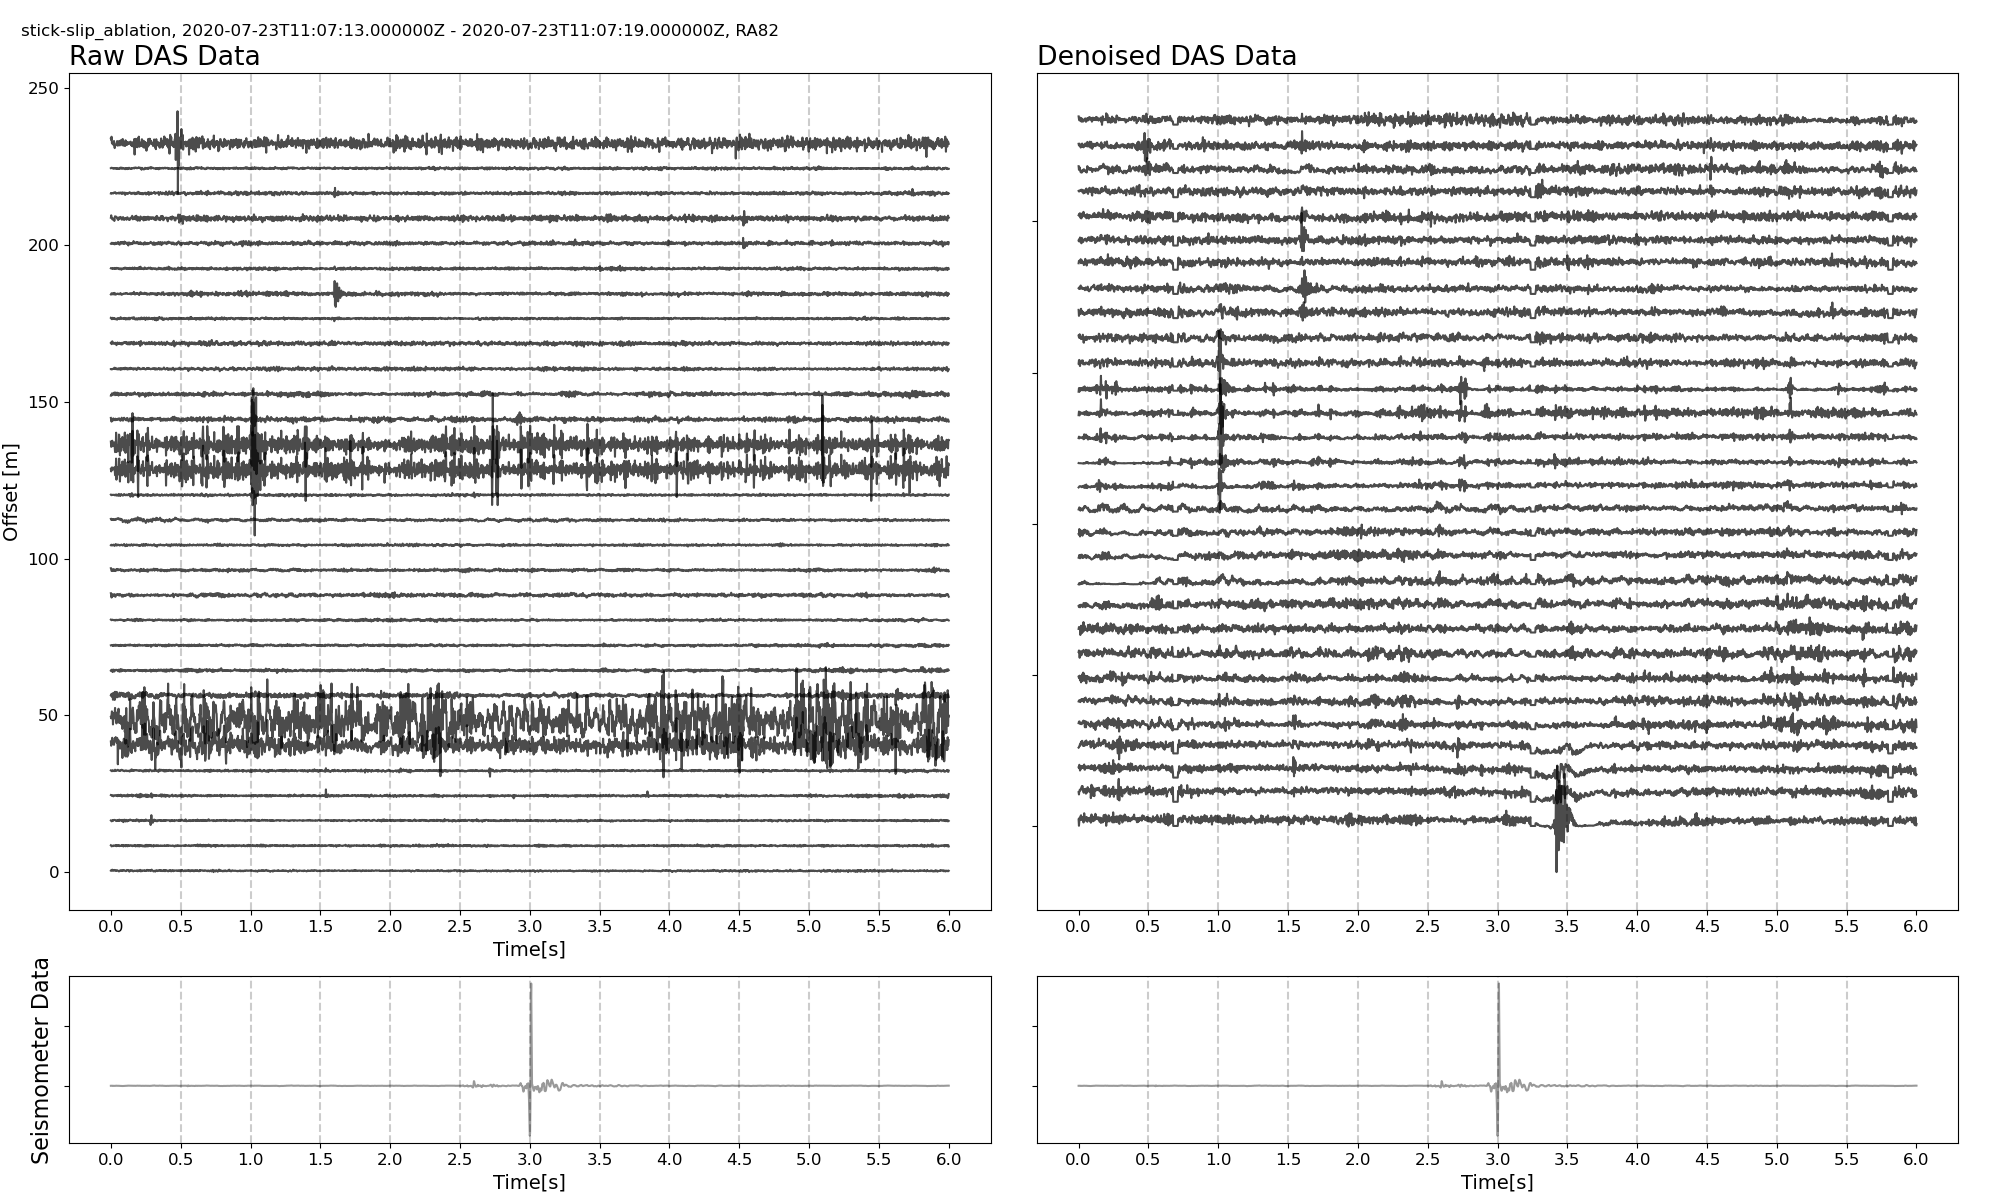 stick-slip_ablation, 2020-07-23T11:07:13.000000Z - 2020-07-23T11:07:19.000000Z, RA82
Raw DAS Data
Denoised DAS Data
Offset [m]
250
200
150
100
50
0
0.0 0.5 1.0 1.5 2.0 2.5 3.0 3.5 4.0 4.5 5.0 5.5 6.0
Time[s]
0.0 0.5 1.0 1.5 2.0 2.5 3.0 3.5 4.0 4.5 5.0 5.5 6.0
Seismometer Data
0.0 0.5 1.0 1.5 2.0 2.5 3.0 3.5 4.0 4.5 5.0 5.5 6.0
Time[s]
0.0 0.5 1.0 1.5 2.0 2.5 3.0 3.5 4.0 4.5 5.0 5.5 6.0
Time[s]